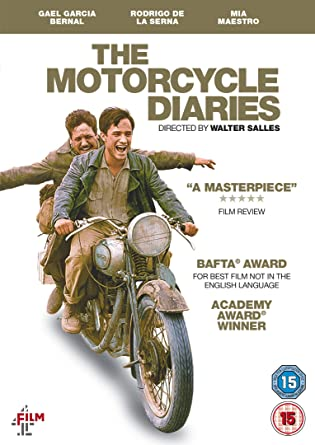 GAEL GARCIA
BERNAL
RODRIGO DE
LA SERNA
MIA
MAESTRO
THE
MOTORCYCLE
DIARIES
DIRECTED BY WALTER SALLES
“A MASTERPIECE”
★★★★★
FILM REVIEW
BAFTA® AWARD
FOR BEST FILM NOT IN THE
ENGLISH LANGUAGE
ACADEMY
AWARD®
WINNER
4 FILM
15
15